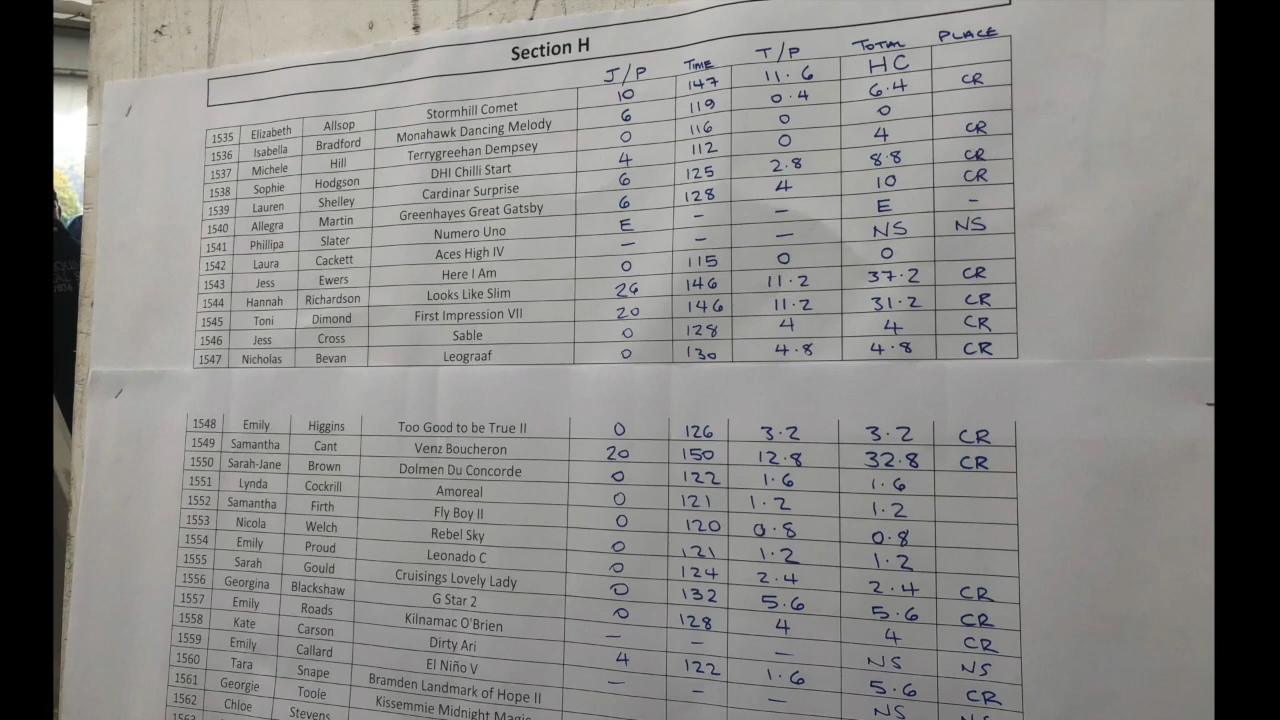 Section H
J/P TIME T/P TOTAL PLACE
1535 Elizabeth Allsop Stormhill Comet 10 147 11.6 HC
1536 Isabella Bradford Monahawk Dancing Melody 6 119 0.4 6.4 CR
1537 Michele Hill Terrygreehan Dempsey 0 116 0 0
1538 Sophie Hodgson DHI Chilli Start 4 112 0 4 CR
1539 Lauren Shelley Cardinar Surprise 6 125 2.8 8.8 CR
1540 Allegra Martin Greenhayes Great Gatsby 6 128 4 10 CR
1541 Phillipa Slater Numero Uno E - - E -
1542 Laura Cackett Aces High IV - - - NS NS
1543 Jess Ewers Here I Am 0 115 0 0
1544 Hannah Richardson Looks Like Slim 26 146 11.2 37.2 CR
1545 Toni Dimond First Impression VII 20 146 11.2 31.2 CR
1546 Jess Cross Sable 0 128 4 4 CR
1547 Nicholas Bevan Leograaf 0 130 4.8 4.8 CR
1548 Emily Higgins Too Good to be True II 0 126 3.2 3.2 CR
1549 Samantha Cant Venz Boucheron 20 150 12.8 32.8 CR
1550 Sarah-Jane Brown Dolmen Du Concorde 0 122 1.6 1.6
1551 Lynda Cockrill Amoreal 0 121 1.2 1.2
1552 Samantha Firth Fly Boy II 0 120 0.8 0.8
1553 Nicola Welch Rebel Sky 0 121 1.2 1.2
1554 Emily Proud Leonado C 0 124 2.4 2.4 CR
1555 Sarah Gould Cruisings Lovely Lady 0 132 5.6 5.6 CR
1556 Georgina Blackshaw G Star 2 0 128 4 4 CR
1557 Emily Roads Kilnamac O'Brien - - - NS NS
1558 Kate Carson Dirty Ari 4 122 1.6 5.6 CR
1559 Emily Callard El Niño V - - - NS NS
1560 Tara Snape Bramden Landmark of Hope II
1561 Georgie Toole Kissemmie Midnight
1562 Chloe Stevens